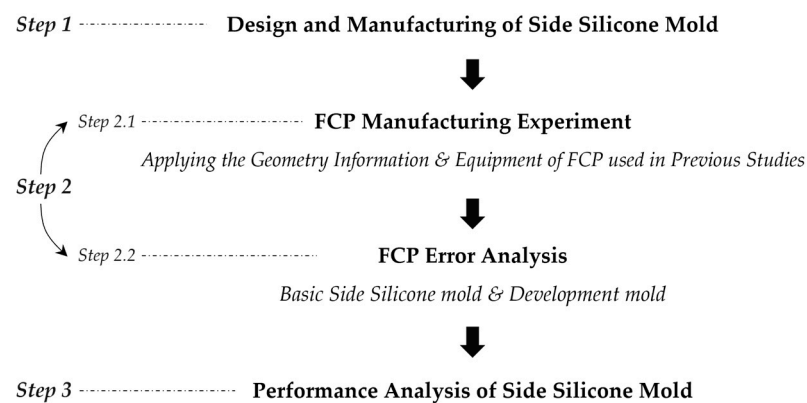 Step 1 Design and Manufacturing of Side Silicone Mold
Step 2.1 FCP Manufacturing Experiment
Applying the Geometry Information & Equipment of FCP used in Previous Studies
Step 2
Step 2.2 FCP Error Analysis
Basic Side Silicone mold & Development mold
Step 3 Performance Analysis of Side Silicone Mold